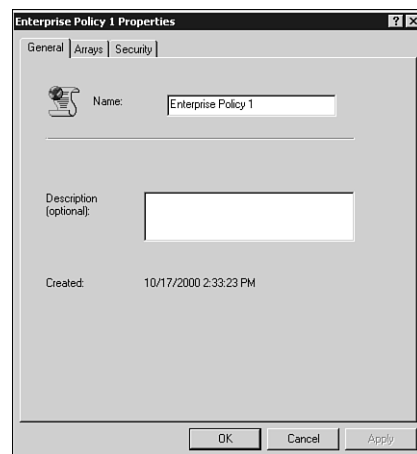 Enterprise Policy 1 Properties
General Arrays Security
Name: Enterprise Policy 1
Description
(optional):
Created: 10/17/2000 2:33:23 PM
OK Cancel Apply